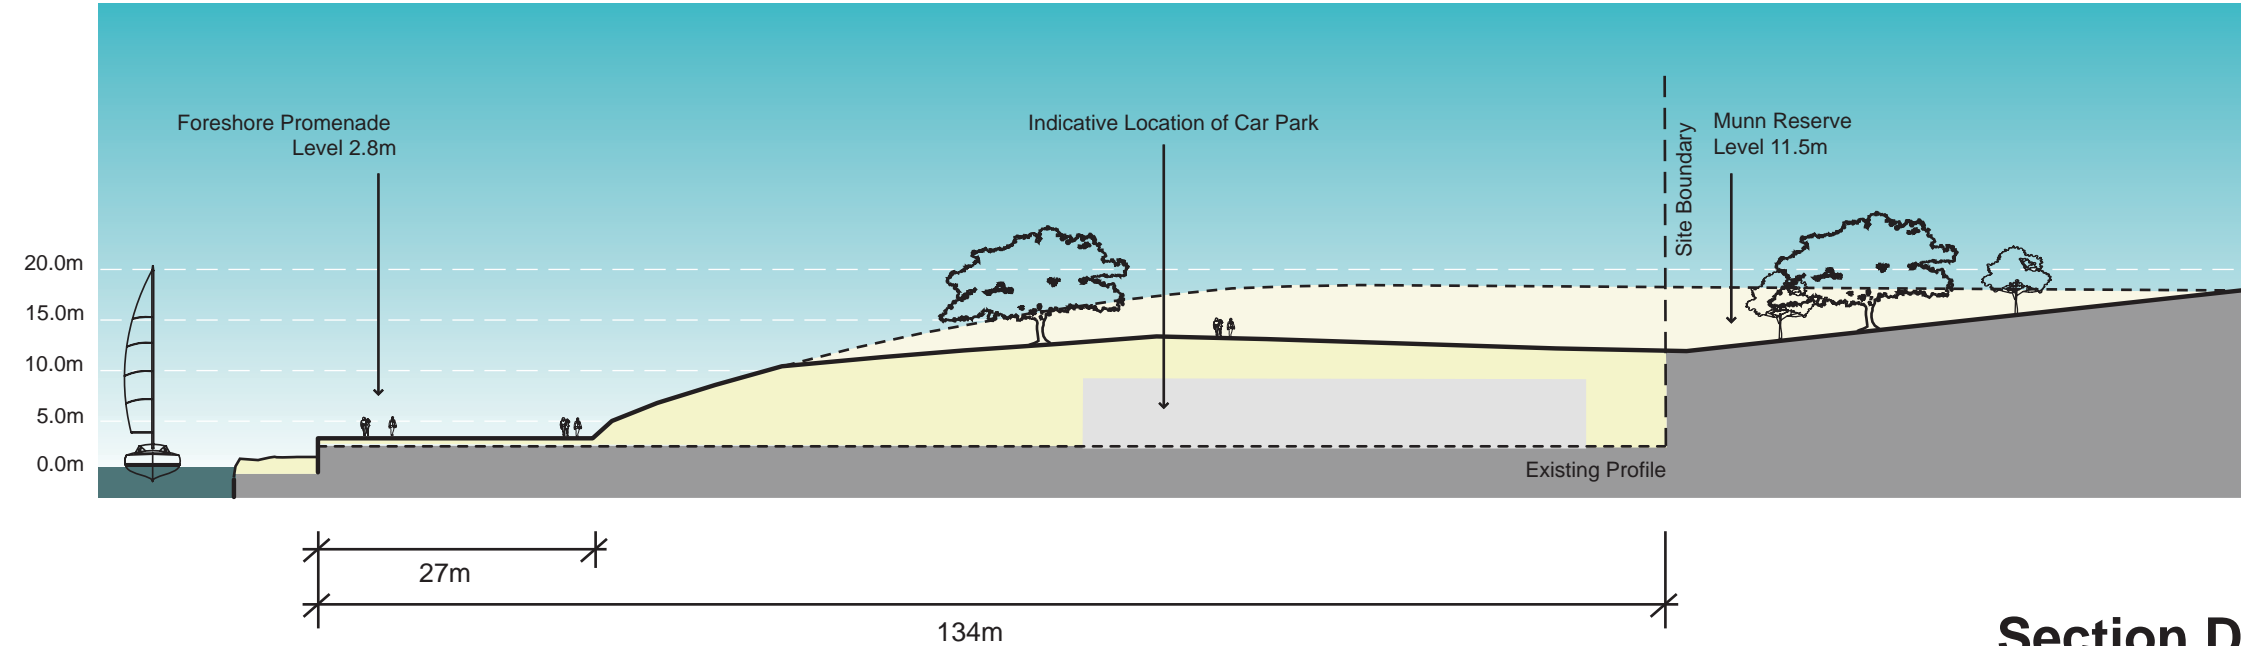 Foreshore Promenade
Level 2.8m
Indicative Location of Car Park
Site Boundary
Munn Reserve
Level 11.5m
20.0m
15.0m
10.0m
5.0m
0.0m
Existing Profile
27m
134m
Section D